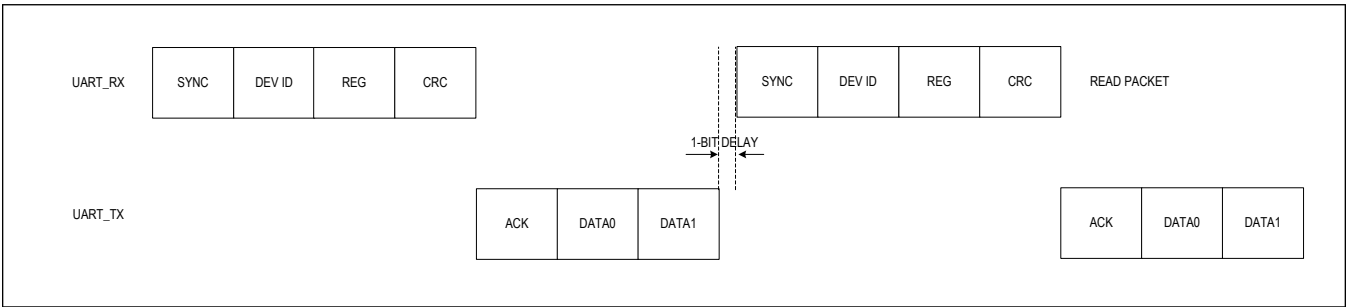 UART_RX SYNC DEV ID REG CRC SYNC DEV ID REG CRC READ PACKET
1-BIT DELAY
UART_TX ACK DATA0 DATA1 ACK DATA0 DATA1